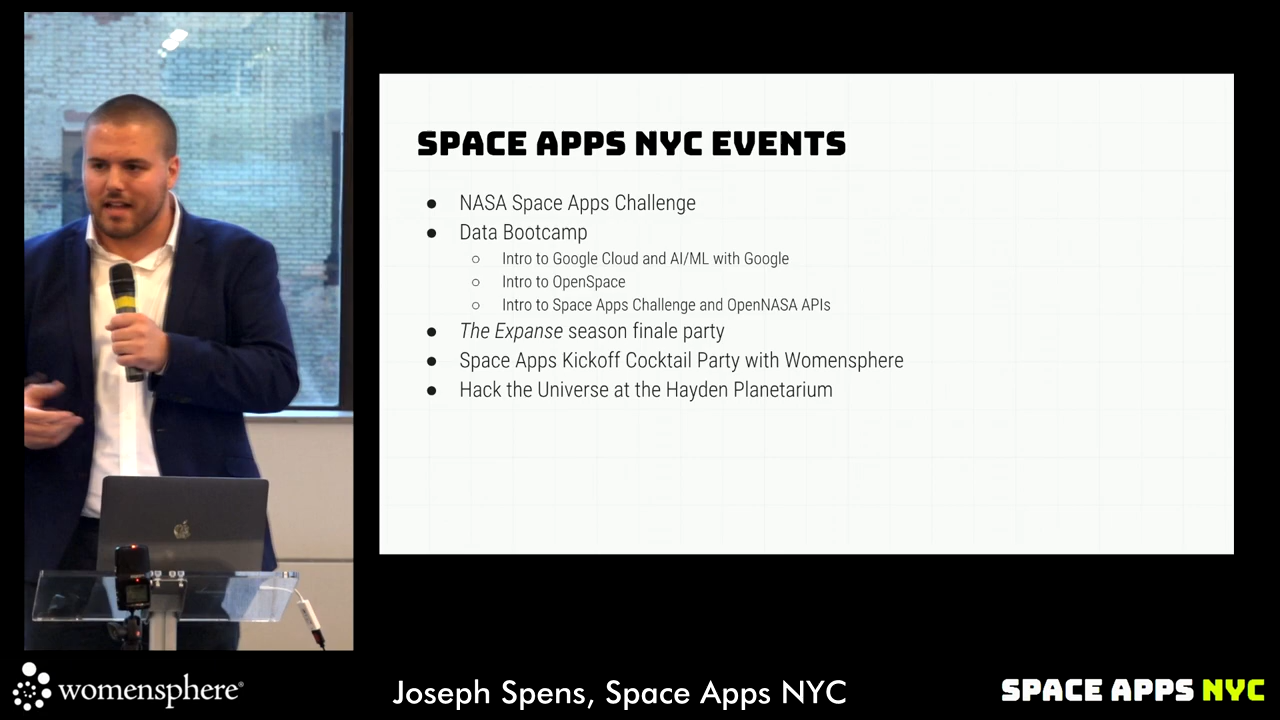 SPACE APPS NYC EVENTS
● NASA Space Apps Challenge
● Data Bootcamp
○ Intro to Google Cloud and AI/ML with Google
○ Intro to OpenSpace
○ Intro to Space Apps Challenge and OpenNASA APIs
● The Expanse season finale party
● Space Apps Kickoff Cocktail Party with Womensphere
● Hack the Universe at the Hayden Planetarium
womensphere®
Joseph Spens, Space Apps NYC
SPACE APPS NYC